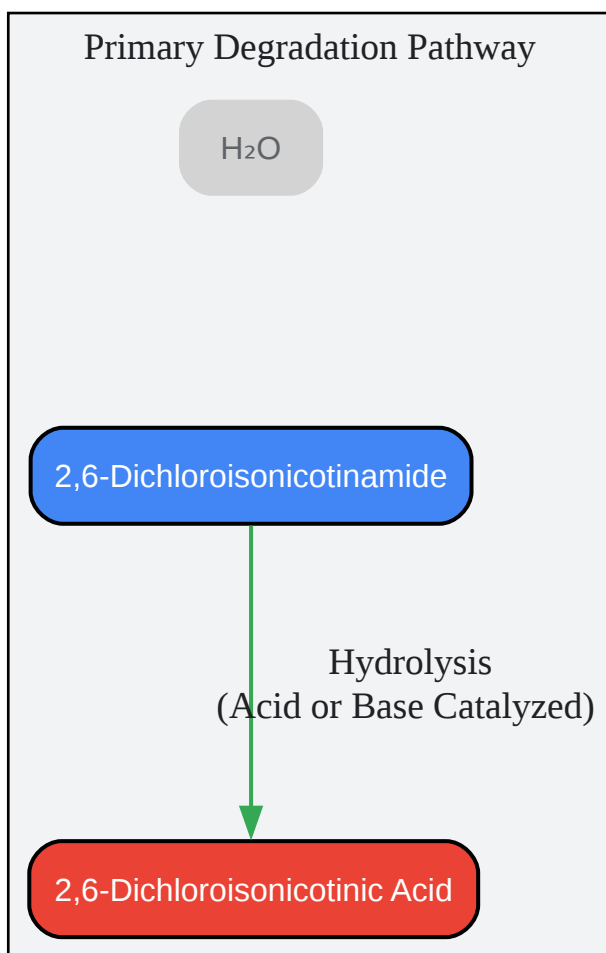 Primary Degradation Pathway
H₂O
2,6-Dichloroisonicotinamide
Hydrolysis
(Acid or Base Catalyzed)
2,6-Dichloroisonicotinic Acid